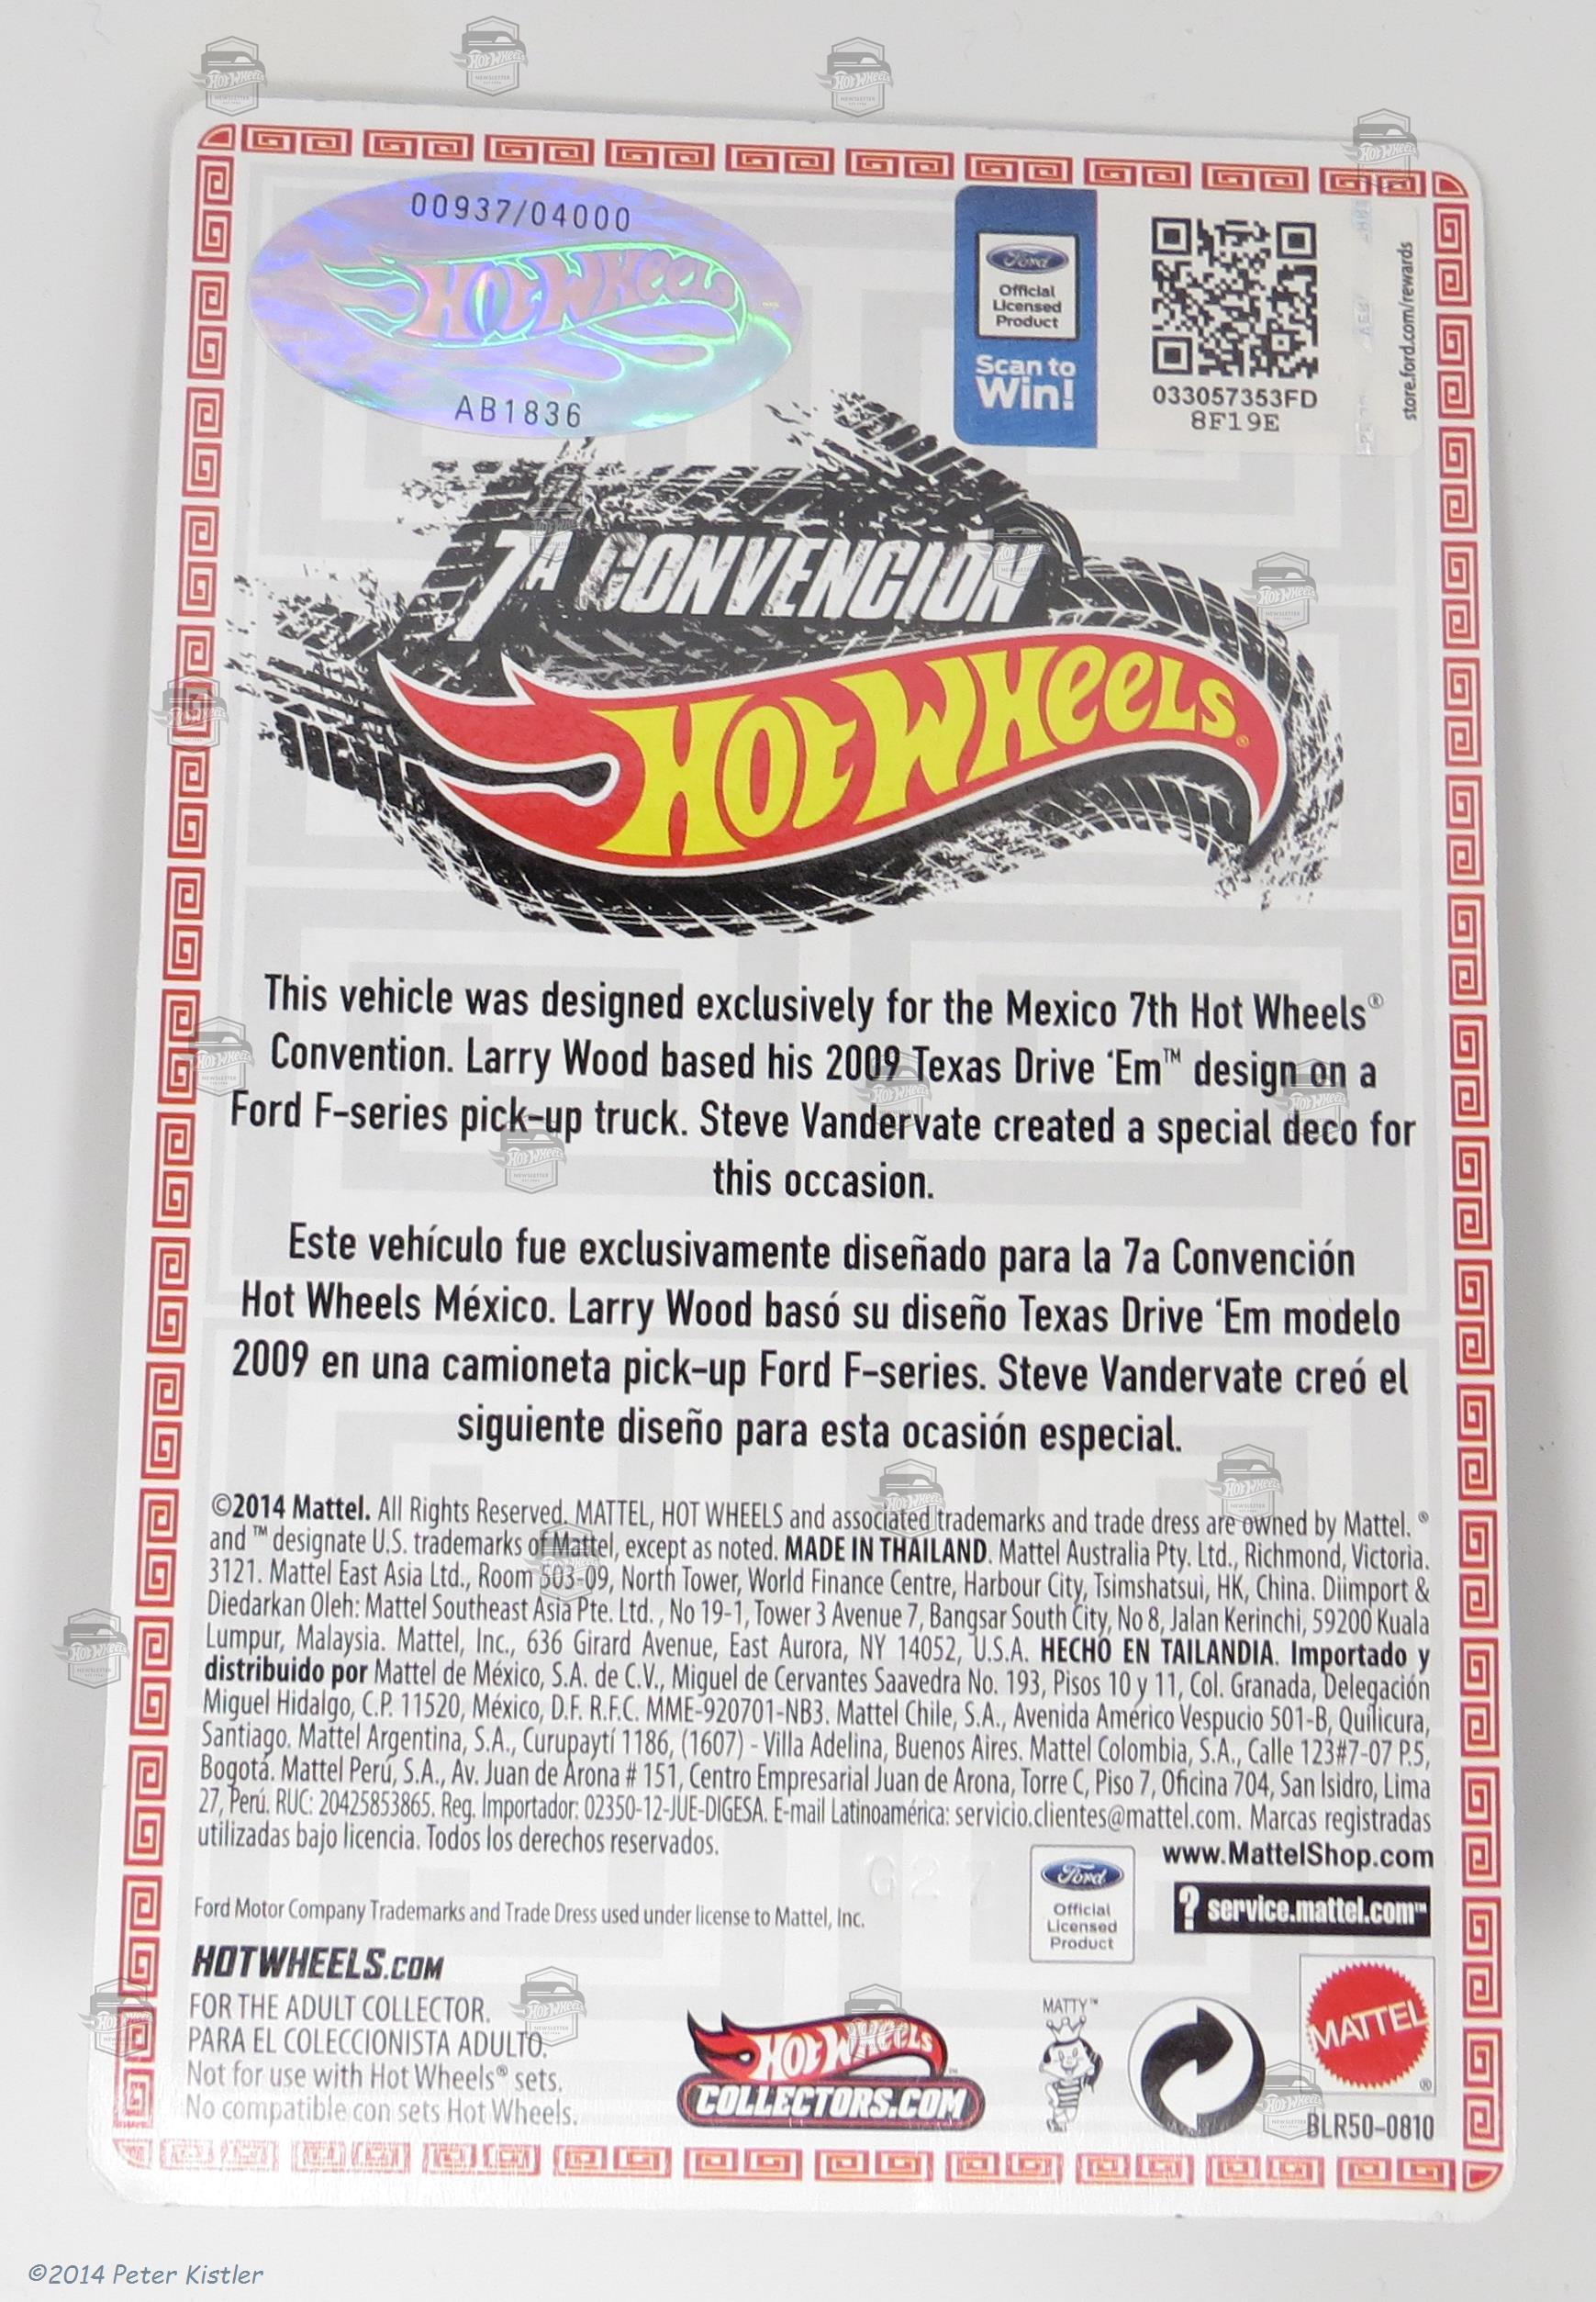 00937/04000
Hot Wheels
AB1836
Ford
Official
Licensed
Product
Scan to
Win!
033057353FD
8F19E
store.ford.com/rewards
7A CONVENCIÓN
HOT WHEELS®
This vehicle was designed exclusively for the Mexico 7th Hot Wheels®
Convention. Larry Wood based his 2009 Texas Drive ‘Em™ design on a
Ford F-series pick-up truck. Steve Vandervate created a special deco for
this occasion.
Este vehículo fue exclusivamente diseñado para la 7a Convención
Hot Wheels México. Larry Wood basó su diseño Texas Drive ‘Em modelo
2009 en una camioneta pick-up Ford F-series. Steve Vandervate creó el
siguiente diseño para esta ocasión especial.
©2014 Mattel. All Rights Reserved. MATTEL, HOT WHEELS and associated trademarks and trade dress are owned by Mattel. ®
and ™ designate U.S. trademarks of Mattel, except as noted. MADE IN THAILAND. Mattel Australia Pty. Ltd., Richmond, Victoria.
3121. Mattel East Asia Ltd., Room 503-09, North Tower, World Finance Centre, Harbour City, Tsimshatsui, HK, China. Diimport &
Diedarkan Oleh: Mattel Southeast Asia Pte. Ltd. , No 19-1, Tower 3 Avenue 7, Bangsar South City, No 8, Jalan Kerinchi, 59200 Kuala
Lumpur, Malaysia. Mattel, Inc., 636 Girard Avenue, East Aurora, NY 14052, U.S.A. HECHO EN TAILANDIA. Importado y
distribuido por Mattel de México, S.A. de C.V., Miguel de Cervantes Saavedra No. 193, Pisos 10 y 11, Col. Granada, Delegación
Miguel Hidalgo, C.P. 11520, México, D.F. R.F.C. MME-920701-NB3. Mattel Chile, S.A., Avenida Américo Vespucio 501-B, Quilicura,
Santiago. Mattel Argentina, S.A., Curupaytí 1186, (1607) - Villa Adelina, Buenos Aires. Mattel Colombia, S.A., Calle 123#7-07 P.5,
Bogotá. Mattel Perú, S.A., Av. Juan de Arona # 151, Centro Empresarial Juan de Arona, Torre C, Piso 7, Oficina 704, San Isidro, Lima
27, Perú. RUC: 20425853865. Reg. Importador: 02350-12-JUE-DIGESA. E-mail Latinoamérica: servicio.clientes@mattel.com. Marcas registradas
utilizadas bajo licencia. Todos los derechos reservados.
www.MattelShop.com
G27
Ford Motor Company Trademarks and Trade Dress used under license to Mattel, Inc.
Ford
Official
Licensed
Product
? service.mattel.com™
HOTWHEELS.COM
FOR THE ADULT COLLECTOR.
PARA EL COLECCIONISTA ADULTO.
Not for use with Hot Wheels® sets.
No compatible con sets Hot Wheels.
HOT WHEELS™
COLLECTORS.COM
MATTY™
MATTEL®
BLR50-0810
©2014 Peter Kistler